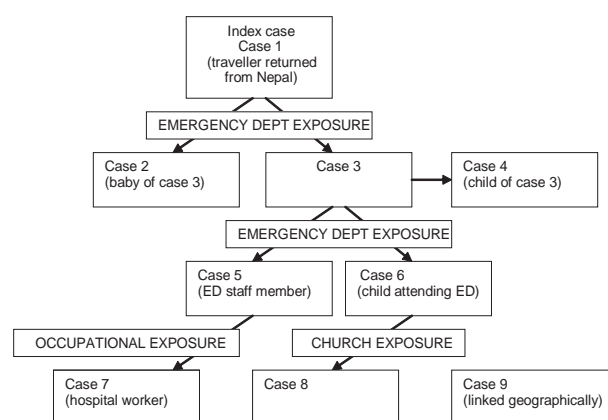 Index case
Case 1
(traveller returned
from Nepal)
EMERGENCY DEPT EXPOSURE
Case 2
(baby of case 3)
Case 3
Case 4
(child of case 3)
EMERGENCY DEPT EXPOSURE
Case 5
(ED staff member)
Case 6
(child attending ED)
OCCUPATIONAL EXPOSURE
CHURCH EXPOSURE
Case 7
(hospital worker)
Case 8
Case 9
(linked geographically)